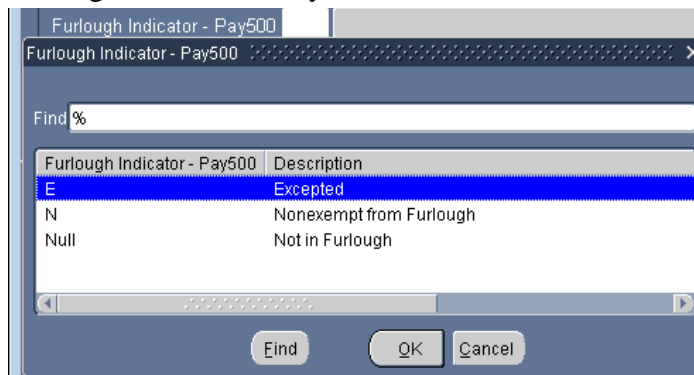 Furlough Indicator - Pay500
Furlough Indicator - Pay500
Find %
Furlough Indicator - Pay500 Description
E Excepted
N Nonexempt from Furlough
Null Not in Furlough
Find OK Cancel